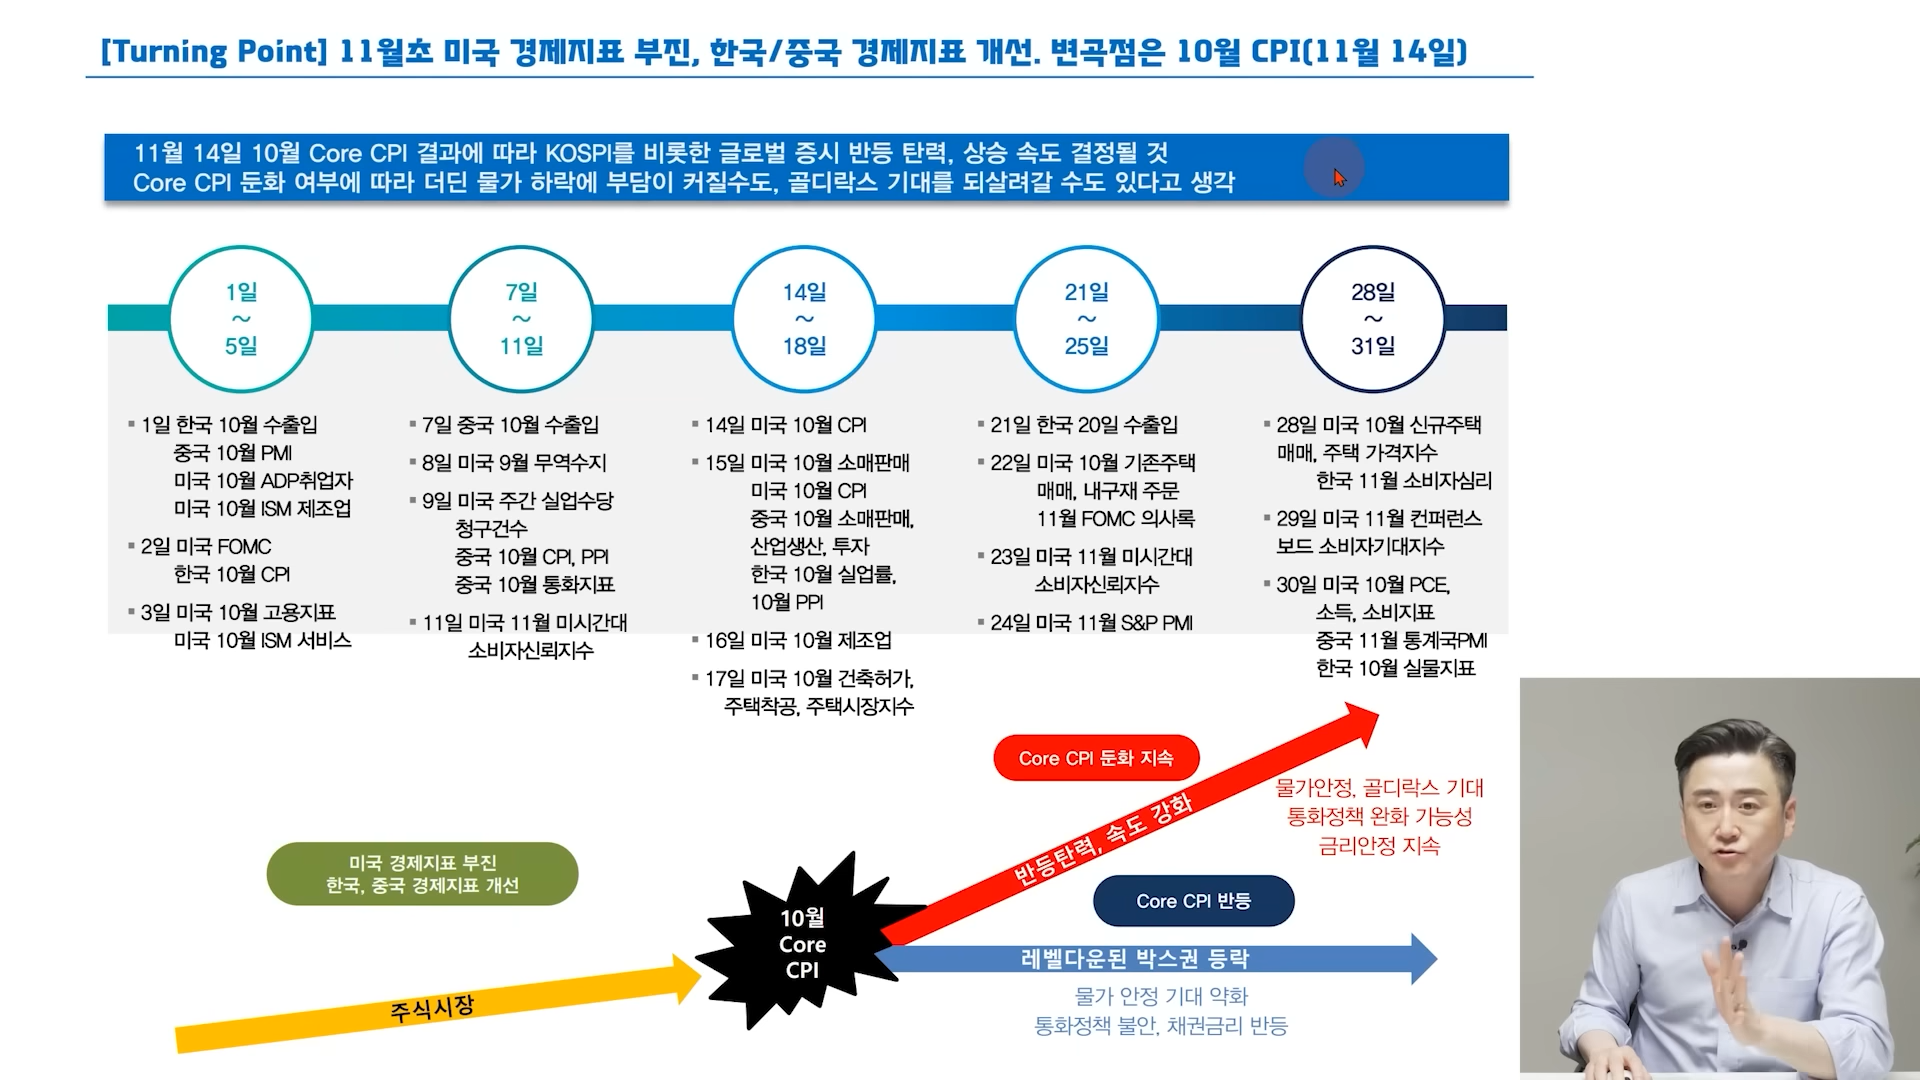 [Turning Point] 11월초 미국 경제지표 부진, 한국/중국 경제지표 개선. 변곡점은 10월 CPI(11월 14일)
11월 14일 10월 Core CPI 결과에 따라 KOSPI를 비롯한 글로벌 증시 반등 탄력, 상승 속도 결정될 것
Core CPI 둔화 여부에 따라 더딘 물가 하락에 부담이 커질수도, 골디락스 기대를 되살려갈 수도 있다고 생각
1일
~
5일
▪ 1일 한국 10월 수출입
중국 10월 PMI
미국 10월 ADP취업자
미국 10월 ISM 제조업
▪ 2일 미국 FOMC
한국 10월 CPI
▪ 3일 미국 10월 고용지표
미국 10월 ISM 서비스
7일
~
11일
▪ 7일 중국 10월 수출입
▪ 8일 미국 9월 무역수지
▪ 9일 미국 주간 실업수당
청구건수
중국 10월 CPI, PPI
중국 10월 통화지표
▪ 11일 미국 11월 미시간대
소비자신뢰지수
14일
~
18일
▪ 14일 미국 10월 CPI
▪ 15일 미국 10월 소매판매
미국 10월 CPI
중국 10월 소매판매,
산업생산, 투자
한국 10월 실업률,
10월 PPI
▪ 16일 미국 10월 제조업
▪ 17일 미국 10월 건축허가,
주택착공, 주택시장지수
21일
~
25일
▪ 21일 한국 20일 수출입
▪ 22일 미국 10월 기존주택
매매, 내구재 주문
11월 FOMC 의사록
▪ 23일 미국 11월 미시간대
소비자신뢰지수
▪ 24일 미국 11월 S&P PMI
28일
~
31일
▪ 28일 미국 10월 신규주택
매매, 주택 가격지수
한국 11월 소비자심리
▪ 29일 미국 11월 컨퍼런스
보드 소비자기대지수
▪ 30일 미국 10월 PCE,
소득, 소비지표
중국 11월 통계국PMI
한국 10월 실물지표
미국 경제지표 부진
한국, 중국 경제지표 개선
주식시장
10월
Core
CPI
Core CPI 둔화 지속
반등탄력, 속도 강화
물가안정, 골디락스 기대
통화정책 완화 가능성
금리안정 지속
Core CPI 반등
레벨다운된 박스권 등락
물가 안정 기대 약화
통화정책 불안, 채권금리 반등